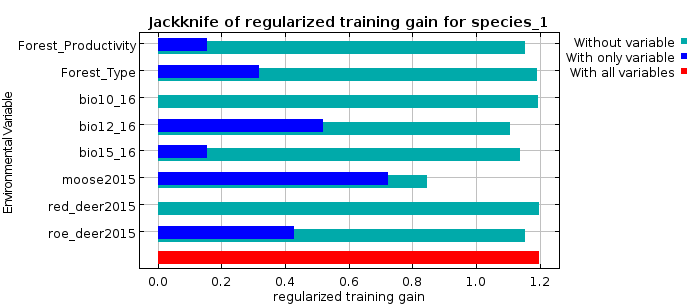 Jackknife of regularized training gain for species_1
Forest_Productivity
Forest_Type
bio10_16
bio12_16
bio15_16
moose2015
red_deer2015
roe_deer2015
Environmental Variable
0.0 0.2 0.4 0.6 0.8 1.0 1.2
regularized training gain
Without variable
With only variable
With all variables